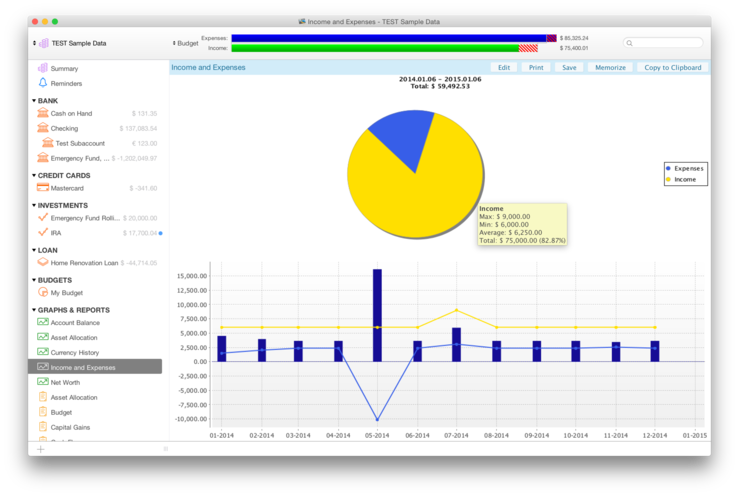 Income and Expenses - TEST Sample Data
TEST Sample Data
Budget
Expenses:
$ 85,325.24
Income:
$ 75,400.01
Summary
Reminders
BANK
Cash on Hand $ 131.35
Checking $ 137,083.54
Test Subaccount € 123.00
Emergency Fund, ... $ -1,202,046.97
CREDIT CARDS
Mastercard $ -341.60
INVESTMENTS
Emergency Fund Rolli... $ 20,000.00
IRA $ 17,700.04
LOAN
Home Renovation Loan $ -44,714.05
BUDGETS
My Budget
GRAPHS & REPORTS
Account Balance
Asset Allocation
Currency History
Income and Expenses
Net Worth
Asset Allocation
Budget
Capital Gains
Income and Expenses
Edit
Print
Save
Memorize
Copy to Clipboard
2014.01.06 - 2015.01.06
Total: $ 59,492.53
Expenses
Income
Income
Max: $ 9,000.00
Min: $ 6,000.00
Average: $ 6,250.00
Total: $ 75,000.00 (82.87%)
15,000.00
12,500.00
10,000.00
7,500.00
5,000.00
2,500.00
0.00
-2,500.00
-5,000.00
-7,500.00
-10,000.00
01-2014 02-2014 03-2014 04-2014 05-2014 06-2014 07-2014 08-2014 09-2014 10-2014 11-2014 12-2014 01-2015